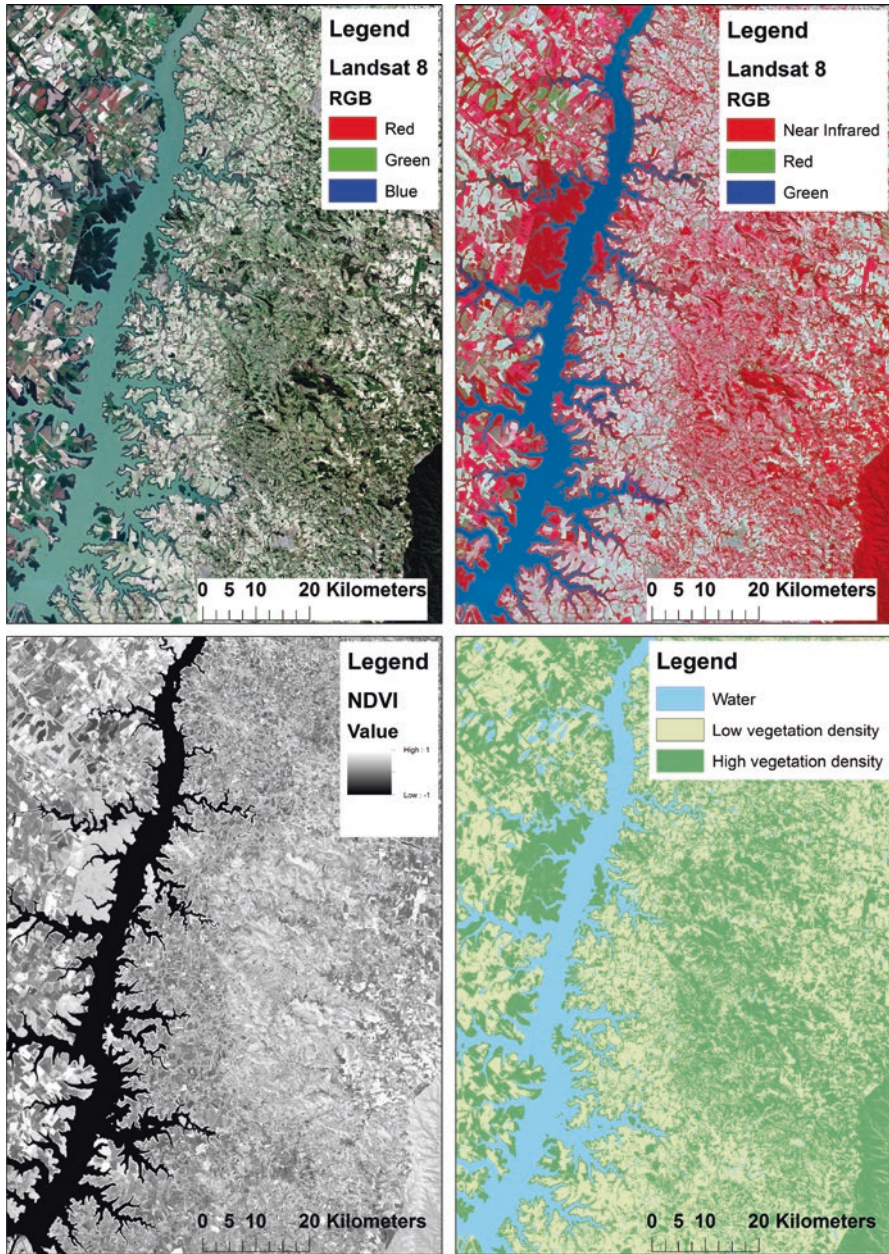 Legend
Landsat 8
RGB
Red
Green
Blue
0 5 10 20 Kilometers
Legend
Landsat 8
RGB
Near Infrared
Red
Green
0 5 10 20 Kilometers
Legend
NDVI
Value
High : 1
Low : -1
0 5 10 20 Kilometers
Legend
Water
Low vegetation density
High vegetation density
0 5 10 20 Kilometers